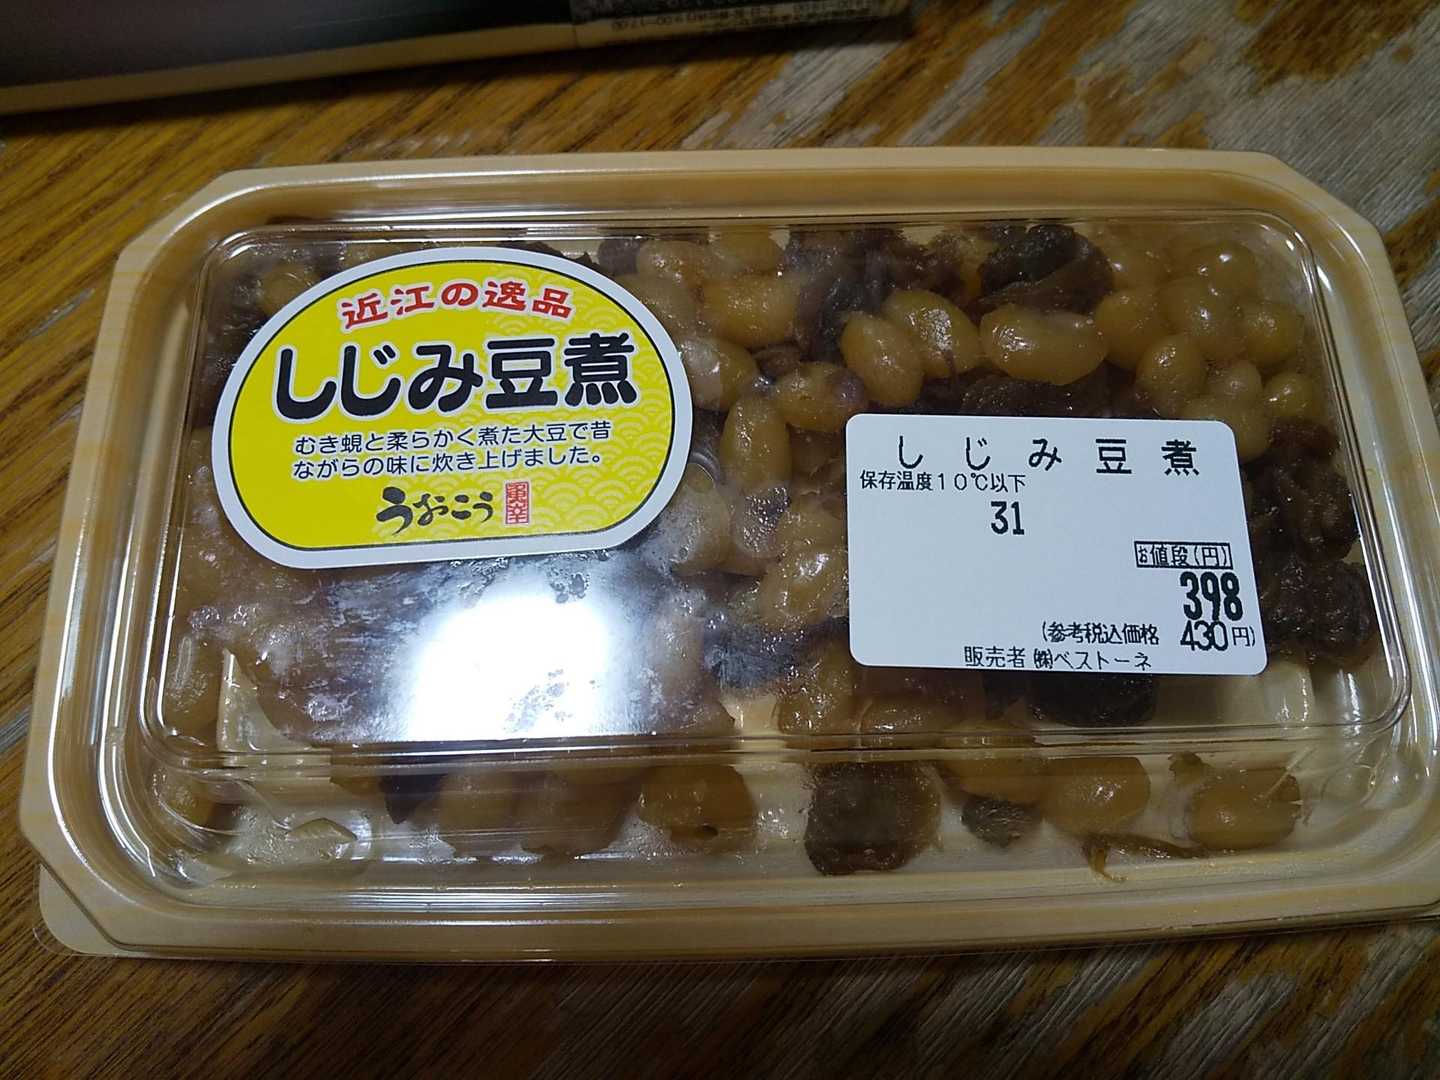 近江の逸品
しじみ豆煮
むき蜆と柔らかく煮た大豆で昔
ながらの味に炊き上げました。
うおこう
しじみ豆煮
保存温度10℃以下
31
お値段(円)
398
(参考税込価格 430円)
販売者 ㈱ベストーネ